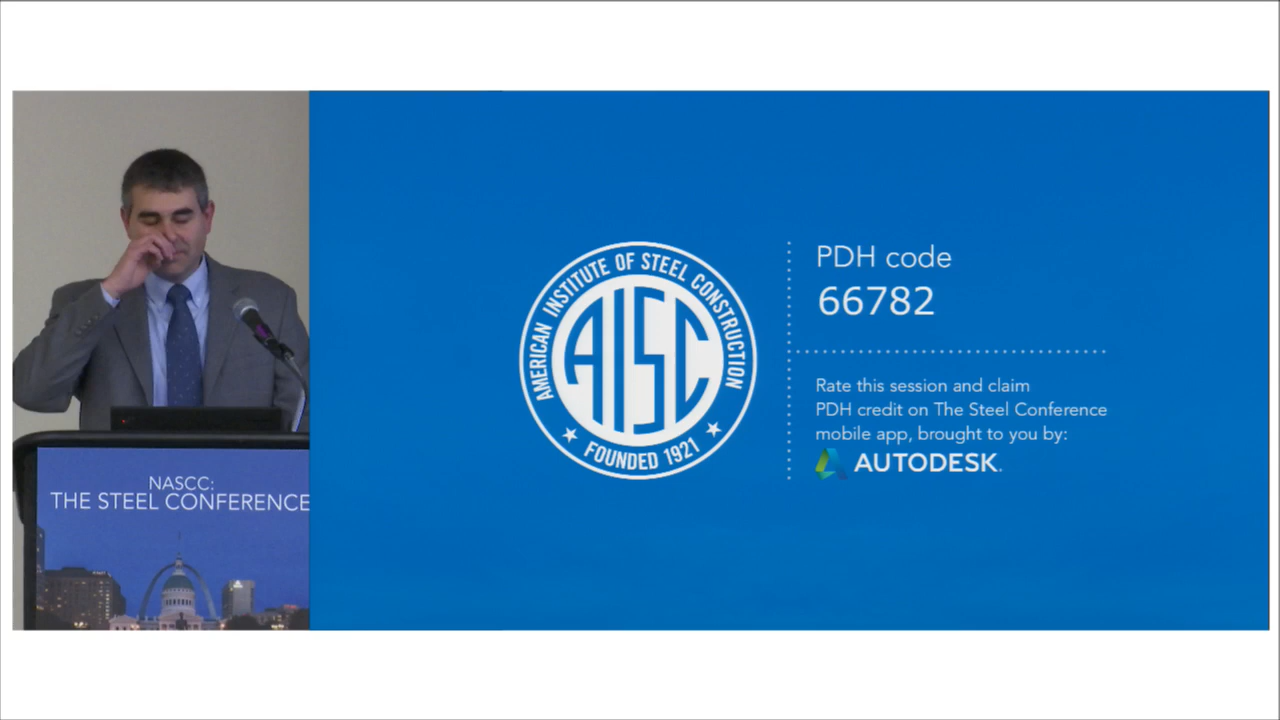 NASCC:
THE STEEL CONFERENCE
AMERICAN INSTITUTE OF STEEL CONSTRUCTION
AISC
FOUNDED 1921
PDH code
66782
Rate this session and claim
PDH credit on The Steel Conference
mobile app, brought to you by:
AUTODESK.